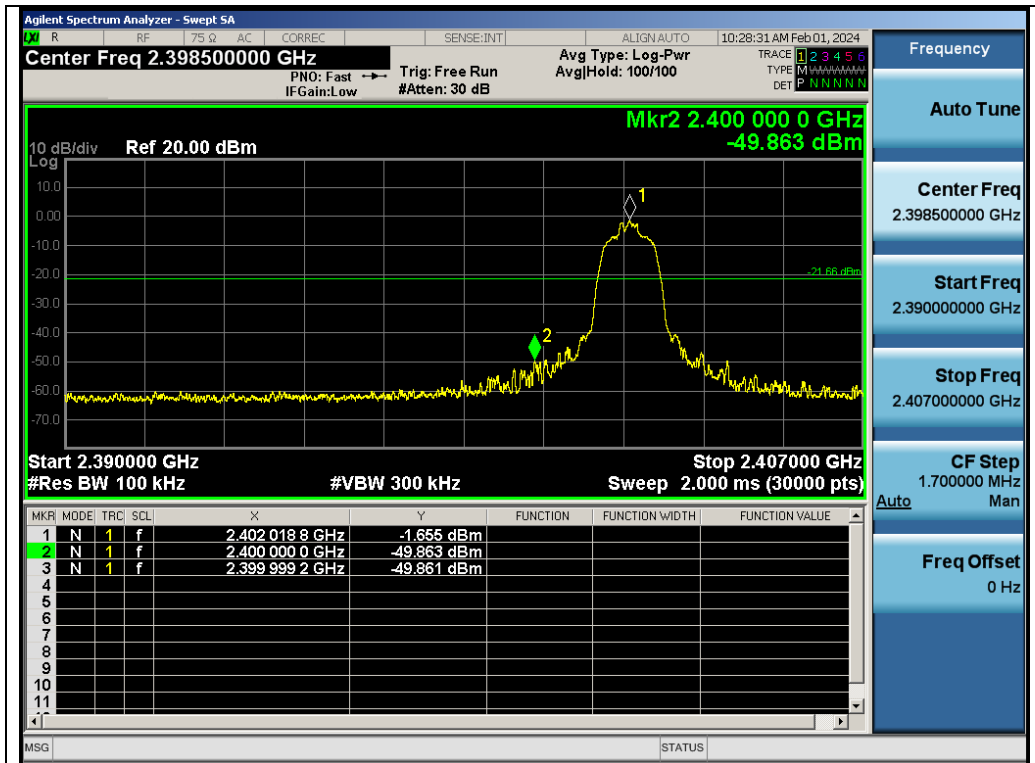 Agilent Spectrum Analyzer - Swept SA
LXI R RF 75 Ω AC CORREC SENSE:INT ALIGN AUTO 10:28:31 AM Feb 01, 2024
Center Freq 2.398500000 GHz
PNO: Fast
IFGain:Low
Trig: Free Run
#Atten: 30 dB
Avg Type: Log-Pwr
Avg|Hold: 100/100
TRACE 1 2 3 4 5 6
TYPE M
DET P N N N N N
Mkr2 2.400 000 0 GHz
-49.863 dBm
10 dB/div Ref 20.00 dBm
Log
10.0
0.00
-10.0
-20.0
-30.0
-40.0
-50.0
-60.0
-70.0
1
2
-21.66 dBm
Start 2.390000 GHz Stop 2.407000 GHz
#Res BW 100 kHz #VBW 300 kHz Sweep 2.000 ms (30000 pts)
MKR MODE TRC SCL X Y FUNCTION FUNCTION WIDTH FUNCTION VALUE
1 N 1 f 2.402 018 8 GHz -1.655 dBm
2 N 1 f 2.400 000 0 GHz -49.863 dBm
3 N 1 f 2.399 999 2 GHz -49.861 dBm
4
5
6
7
8
9
10
11
MSG STATUS
Frequency
Auto Tune
Center Freq
2.398500000 GHz
Start Freq
2.390000000 GHz
Stop Freq
2.407000000 GHz
CF Step
1.700000 MHz
Auto Man
Freq Offset
0 Hz